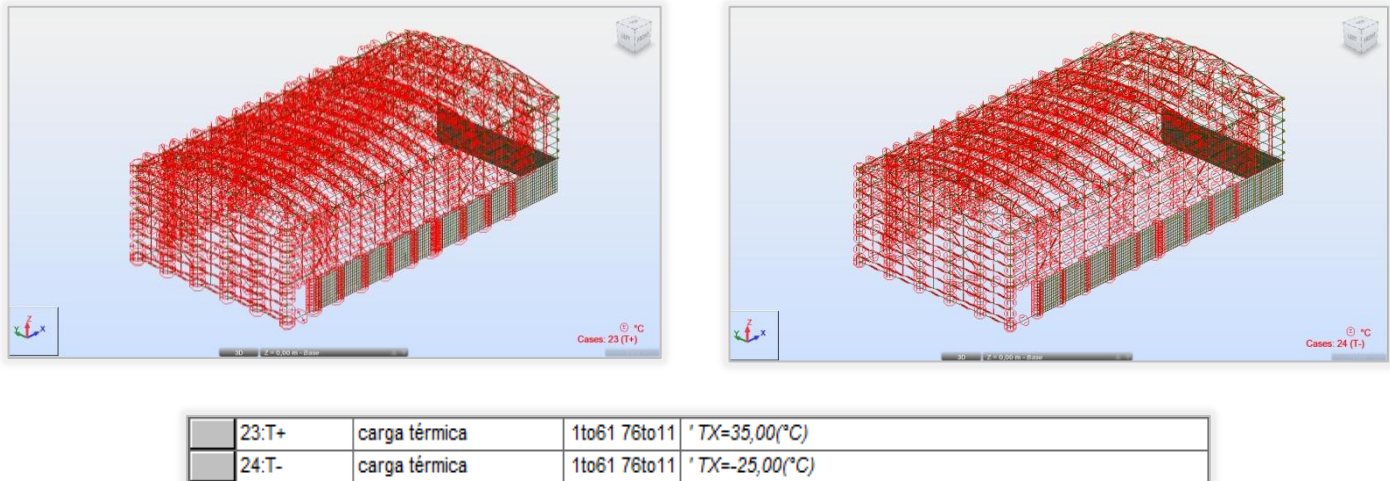 Z
Y
X
°C
Cases: 23 (T+)
3D
Z = 0,00 m - Base
Z
Y
X
°C
Cases: 24 (T-)
3D
Z = 0,00 m - Base
23:T+ carga térmica 1to61 76to11 ' TX=35,00(°C)
24:T- carga térmica 1to61 76to11 ' TX=-25,00(°C)